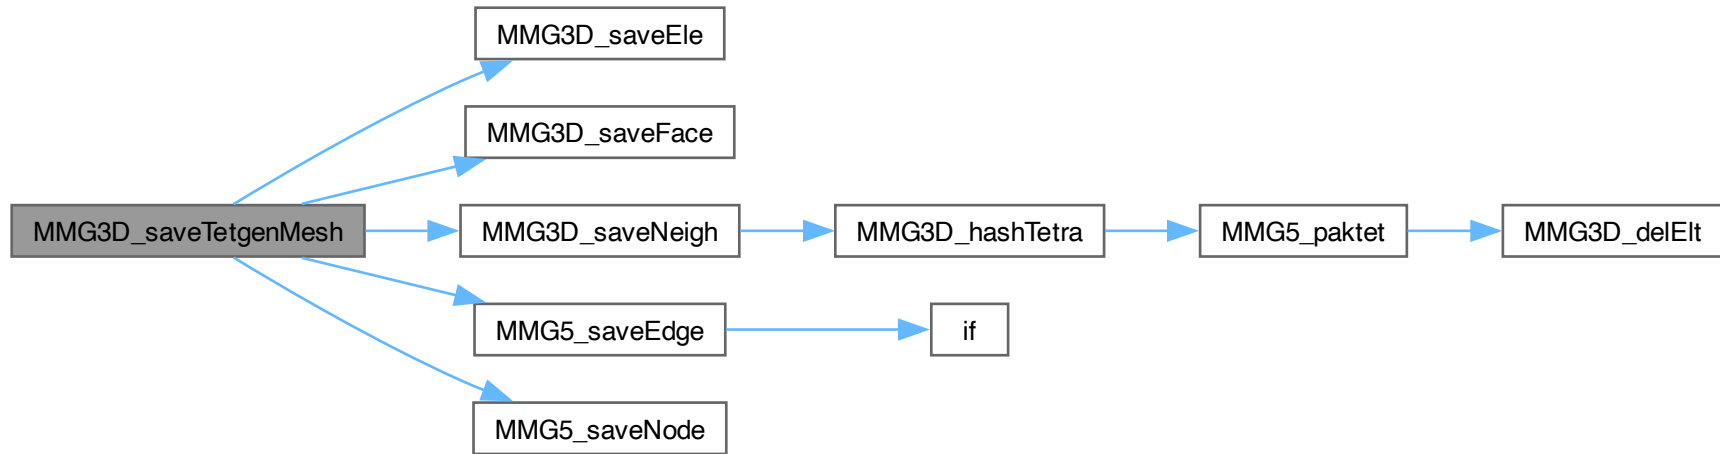 MMG3D_saveEle
MMG3D_saveFace
MMG3D_saveTetgenMesh
MMG3D_saveNeigh
MMG3D_hashTetra
MMG5_paktet
MMG3D_delElt
MMG5_saveEdge
if
MMG5_saveNode